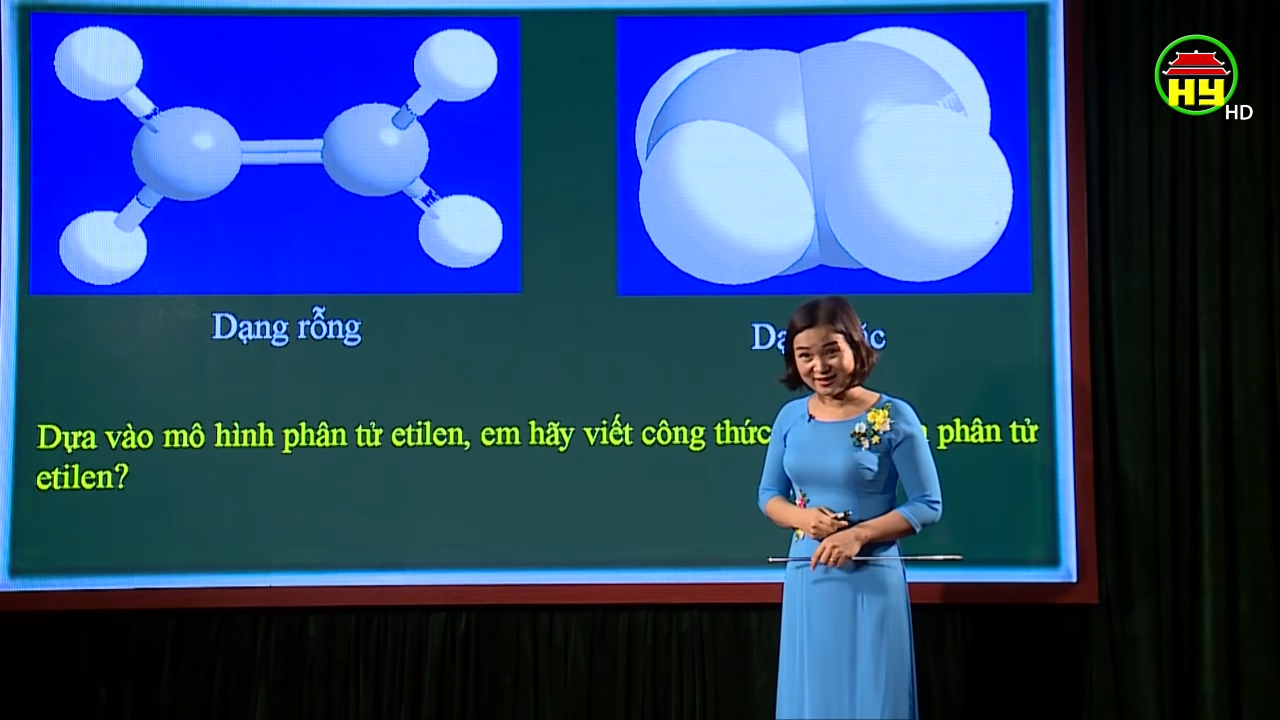 HY
HD
Dạng rỗng
Dựa vào mô hình phân tử etilen, em hãy viết công thức phân tử
etilen?